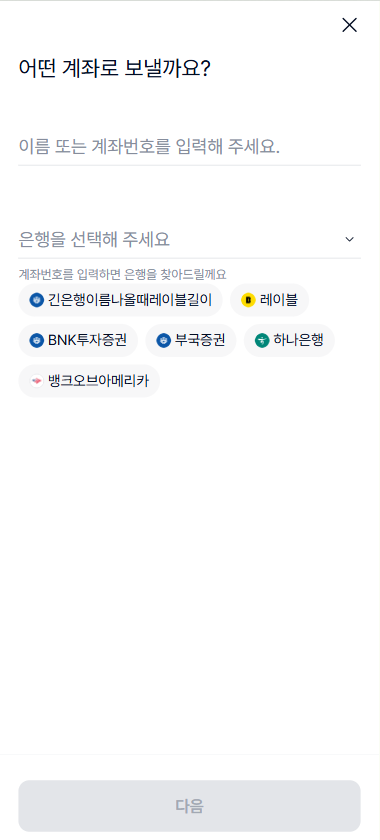 어떤 계좌로 보낼까요?
이름 또는 계좌번호를 입력해 주세요.
은행을 선택해 주세요
계좌번호를 입력하면 은행을 찾아드릴께요
긴은행이름나올때레이블길이 레이블
BNK투자증권 부국증권 하나은행
뱅크오브아메리카
다음